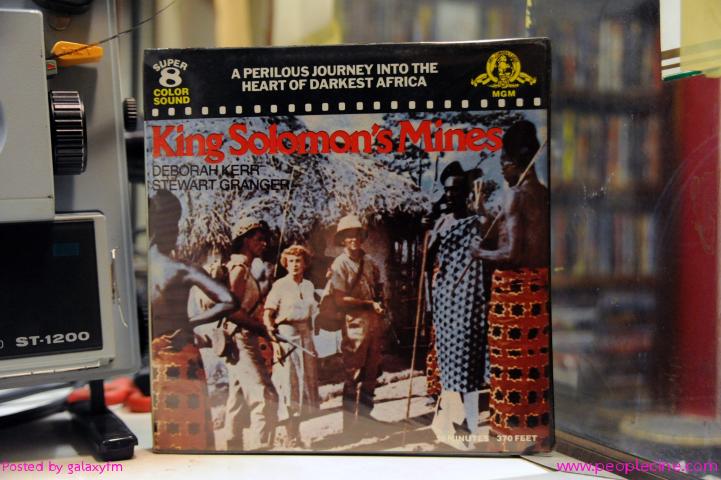 SUPER
8
COLOR
SOUND
A PERILOUS JOURNEY INTO THE
HEART OF DARKEST AFRICA
MGM
King Solomon's Mines
DEBORAH KERR
STEWART GRANGER
ST-1200
MINUTES 370 FEET
Posted by galaxyfm
www.peoplecine.com